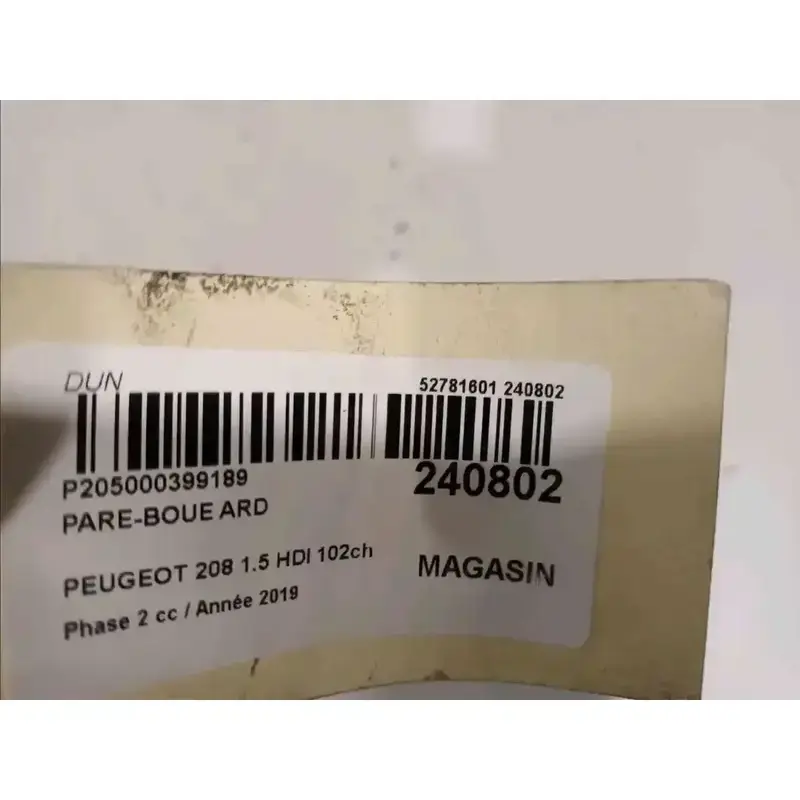 DUN
52781601 240802
P205000399189
240802
PARE-BOUE ARD
PEUGEOT 208 1.5 HDI 102ch
MAGASIN
Phase 2 cc / Année 2019